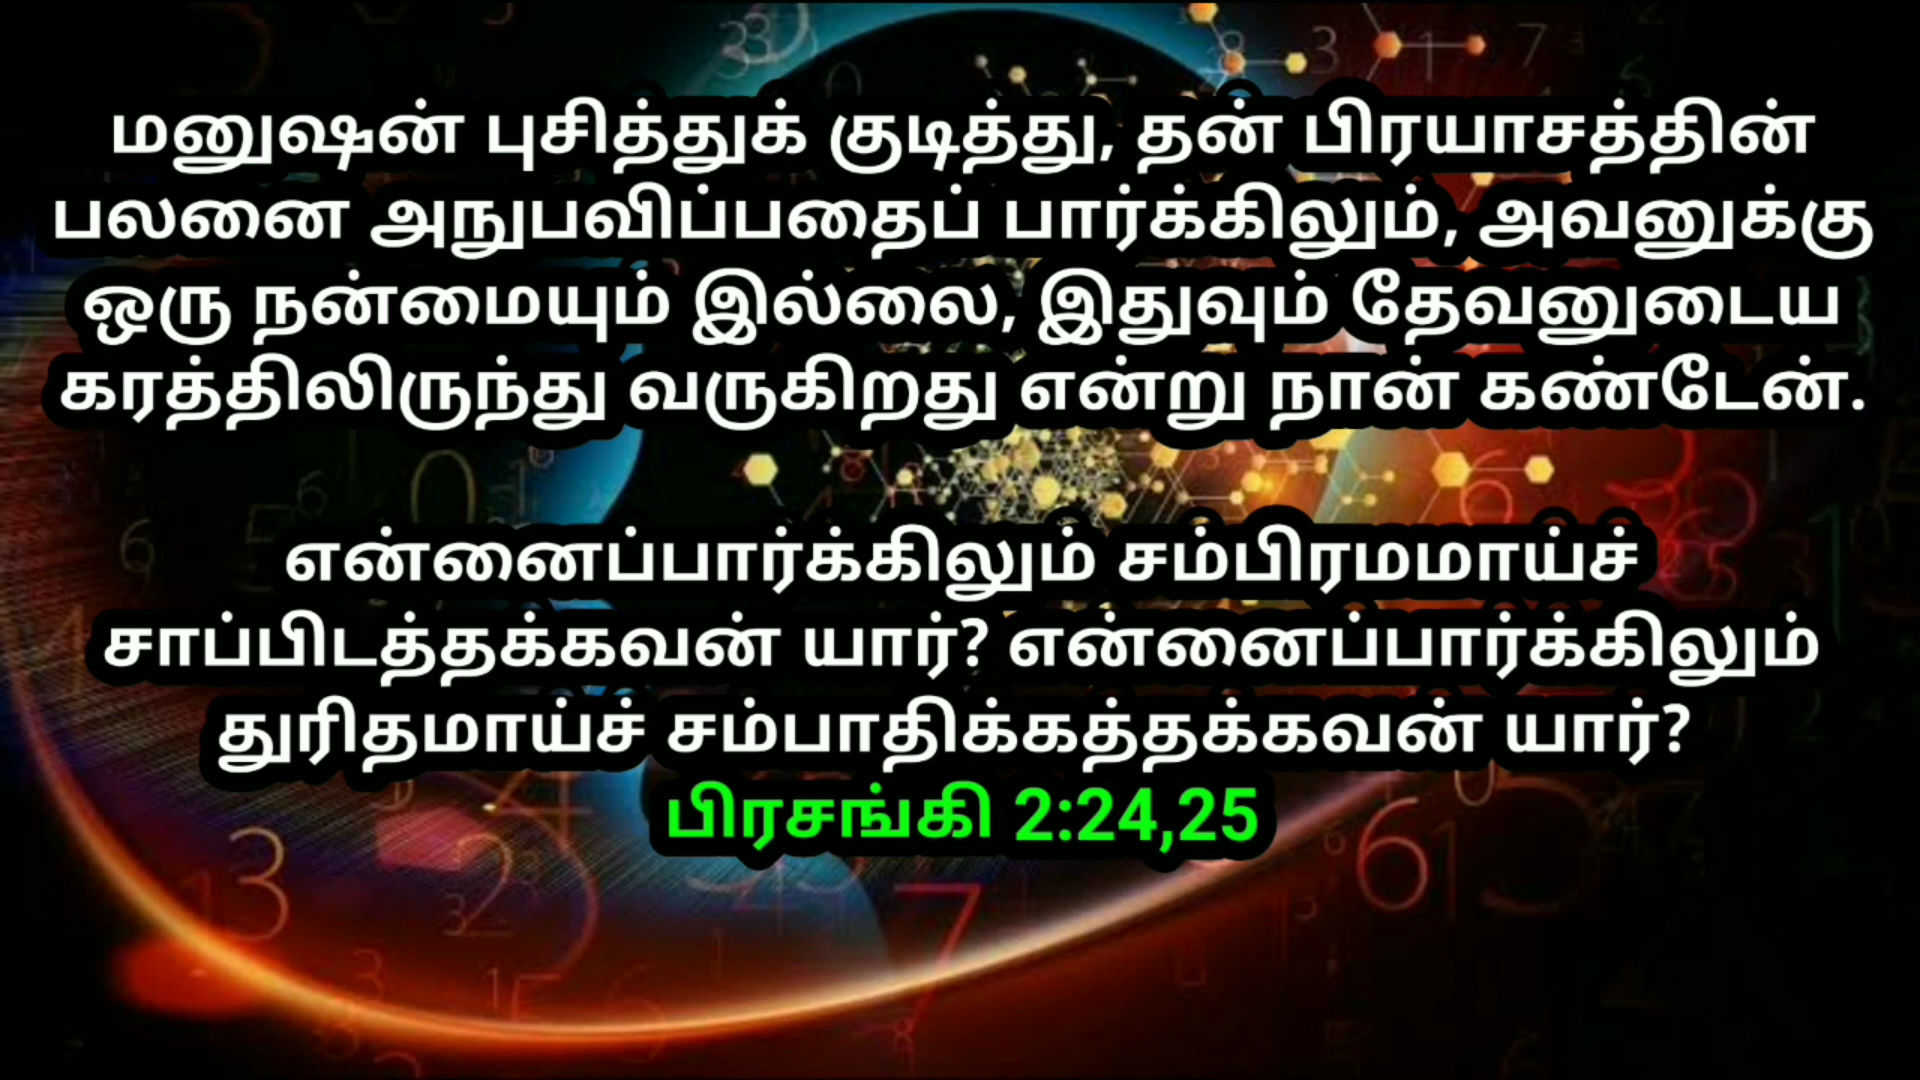 மனுஷன் புசித்துக் குடித்து, தன் பிரயாசத்தின்
பலனை அநுபவிப்பதைப் பார்க்கிலும், அவனுக்கு
ஒரு நன்மையும் இல்லை, இதுவும் தேவனுடைய
கரத்திலிருந்து வருகிறது என்று நான் கண்டேன்.
என்னைப்பார்க்கிலும் சம்பிரமமாய்ச்
சாப்பிடத்தக்கவன் யார்? என்னைப்பார்க்கிலும்
துரிதமாய்ச் சம்பாதிக்கத்தக்கவன் யார்?
பிரசங்கி 2:24,25